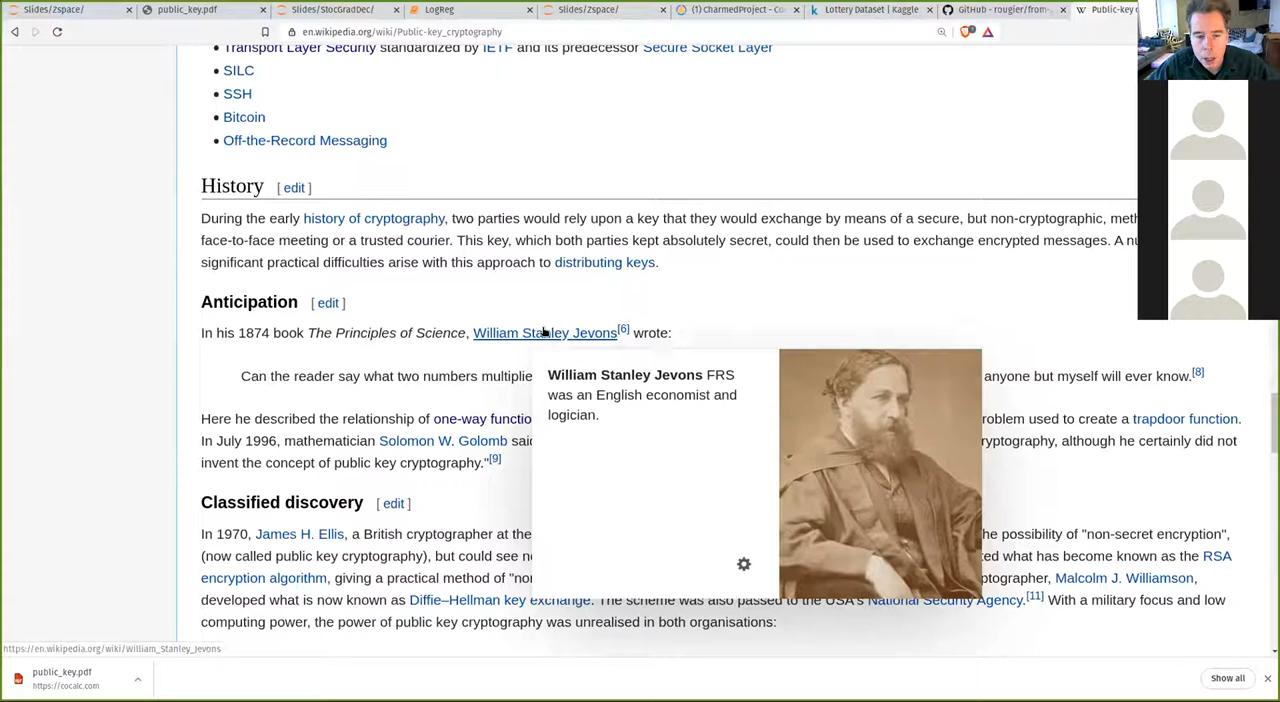 Slides/Zspace/
public_key.pdf
Slides/StocGradDec/
LogReg
Slides/Zspace/
(1) CharmedProject - Co
Lottery Dataset | Kaggle
GitHub - rougier/from-
Public-key c
en.wikipedia.org/wiki/Public-key_cryptography
Transport Layer Security standardized by IETF and its predecessor Secure Socket Layer
SILC
SSH
Bitcoin
Off-the-Record Messaging
History [ edit ]
During the early history of cryptography, two parties would rely upon a key that they would exchange by means of a secure, but non-cryptographic, meth
face-to-face meeting or a trusted courier. This key, which both parties kept absolutely secret, could then be used to exchange encrypted messages. A nu
significant practical difficulties arise with this approach to distributing keys.
Anticipation [ edit ]
In his 1874 book The Principles of Science, William Stanley Jevons[6] wrote:
Can the reader say what two numbers multiplie anyone but myself will ever know.[8]
William Stanley Jevons FRS
was an English economist and
logician.
Here he described the relationship of one-way functio roblem used to create a trapdoor function.
In July 1996, mathematician Solomon W. Golomb said ryptography, although he certainly did not
invent the concept of public key cryptography."[9]
Classified discovery [ edit ]
In 1970, James H. Ellis, a British cryptographer at the he possibility of "non-secret encryption",
(now called public key cryptography), but could see no ted what has become known as the RSA
encryption algorithm, giving a practical method of "non ptographer, Malcolm J. Williamson,
developed what is now known as Diffie–Hellman key exchange. The scheme was also passed to the USA's National Security Agency.[11] With a military focus and low
computing power, the power of public key cryptography was unrealised in both organisations:
https://en.wikipedia.org/wiki/William_Stanley_Jevons
public_key.pdf
https://cocalc.com
Show all